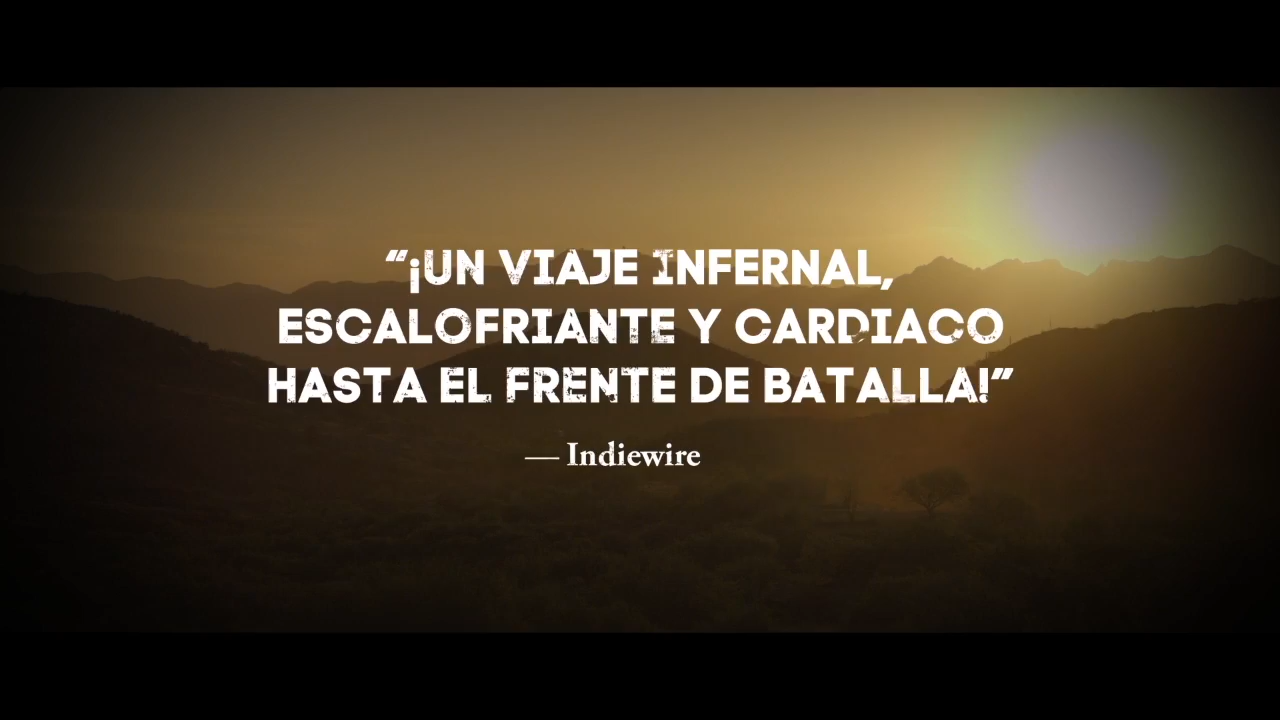 “¡UN VIAJE INFERNAL,
ESCALOFRIANTE Y CARDIACO
HASTA EL FRENTE DE BATALLA!”
— Indiewire